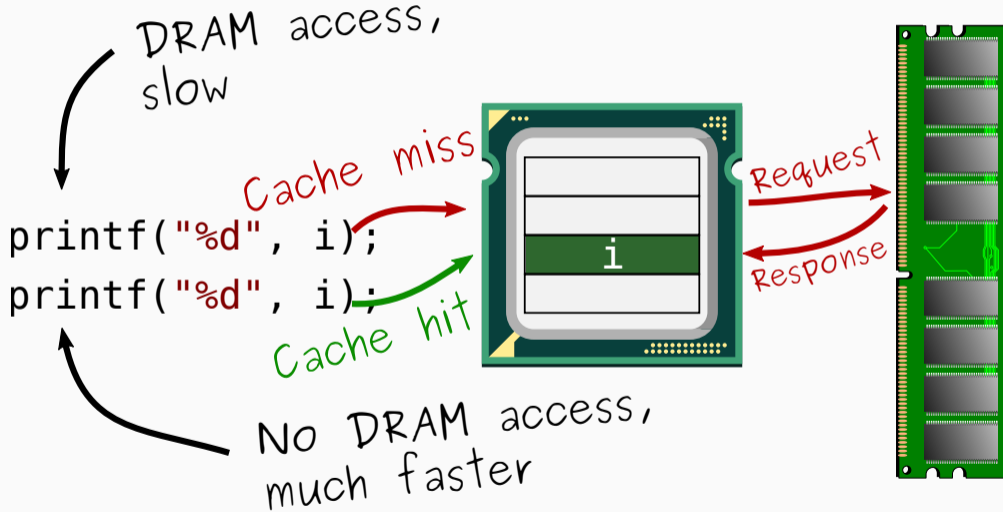 DRAM access,
slow
Cache miss
printf("%d", i);
printf("%d", i);
Cache hit
No DRAM access,
much faster
i
Request
Response